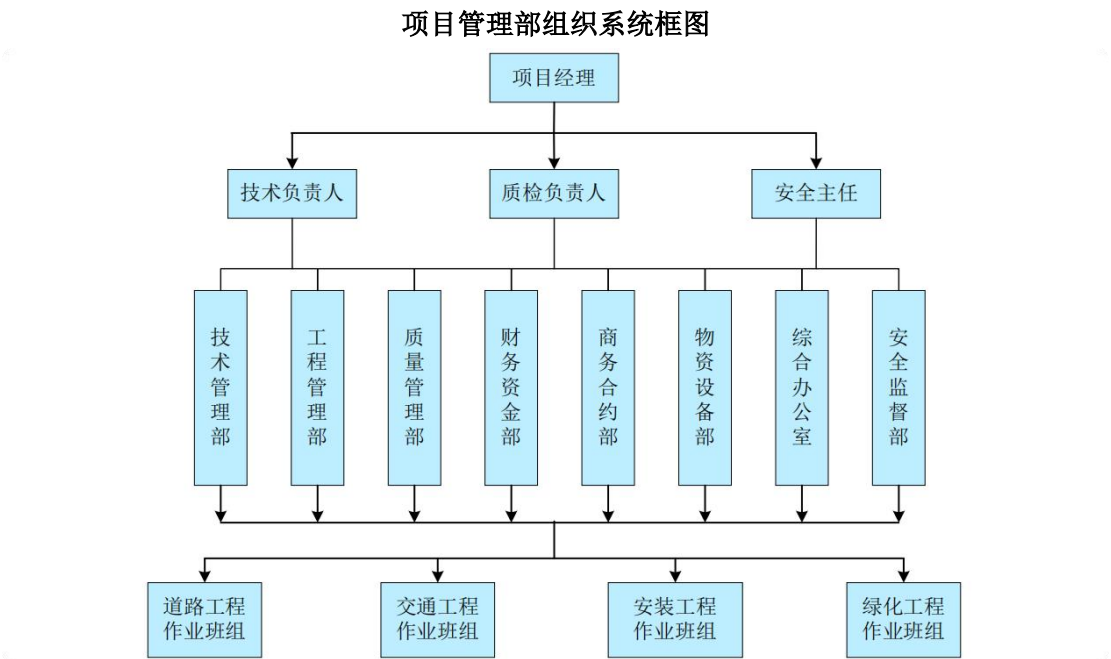 项目管理部组织系统框图
项目经理
技术负责人
质检负责人
安全主任
技术管理部
工程管理部
质量管理部
财务资金部
商务合约部
物资设备部
综合办公室
安全监督部
道路工程
作业班组
交通工程
作业班组
安装工程
作业班组
绿化工程
作业班组